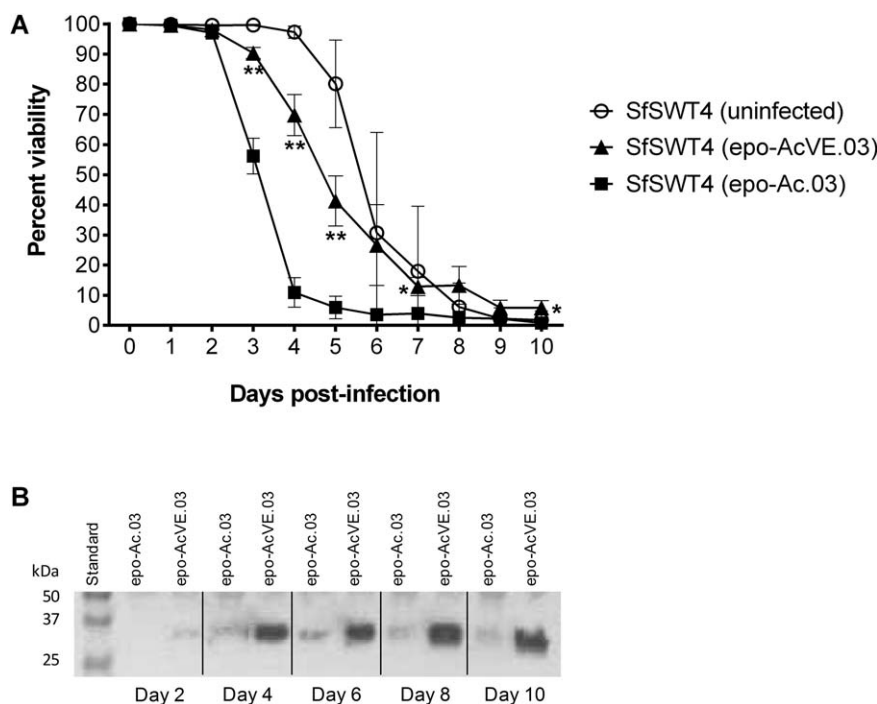 A
Percent viability
100
90
80
70
60
50
40
30
20
10
0
**
**
**
*
*
0 1 2 3 4 5 6 7 8 9 10
Days post-infection
SfSWT4 (uninfected)
SfSWT4 (epo-AcVE.03)
SfSWT4 (epo-Ac.03)
B
kDa
Standard
epo-Ac.03
epo-AcVE.03
epo-Ac.03
epo-AcVE.03
epo-Ac.03
epo-AcVE.03
epo-Ac.03
epo-AcVE.03
epo-Ac.03
epo-AcVE.03
50
37
25
Day 2 Day 4 Day 6 Day 8 Day 10